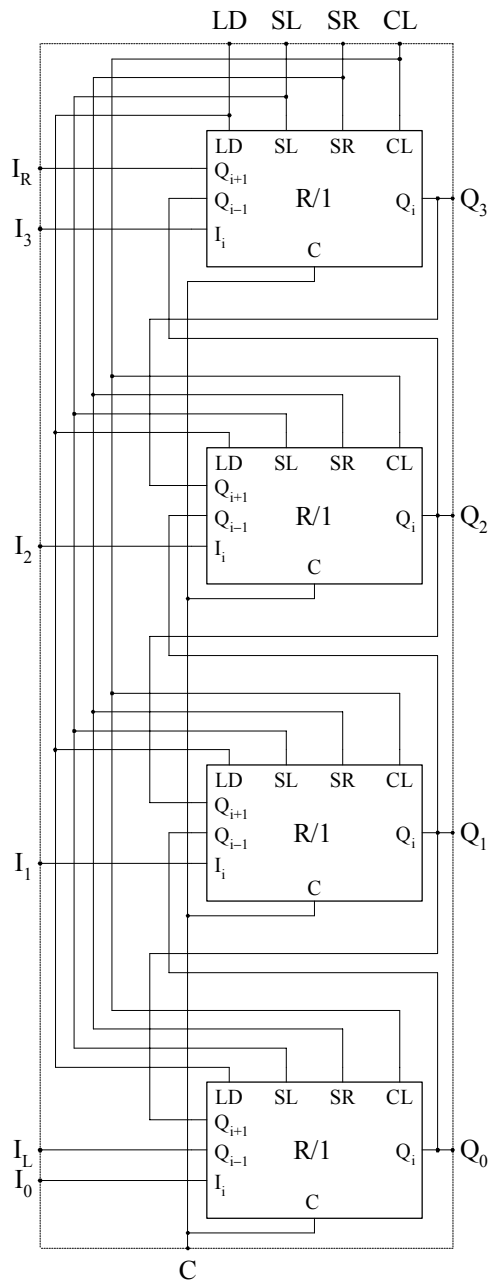 LD SL SR CL
LD SL SR CL
I_R Q_{i+1}
Q_{i−1} R/1 Q_i Q_3
I_3 I_i
C
LD SL SR CL
Q_{i+1}
Q_{i−1} R/1 Q_i Q_2
I_2 I_i
C
LD SL SR CL
Q_{i+1}
Q_{i−1} R/1 Q_i Q_1
I_1 I_i
C
LD SL SR CL
Q_{i+1}
I_L Q_{i−1} R/1 Q_i Q_0
I_0 I_i
C
C